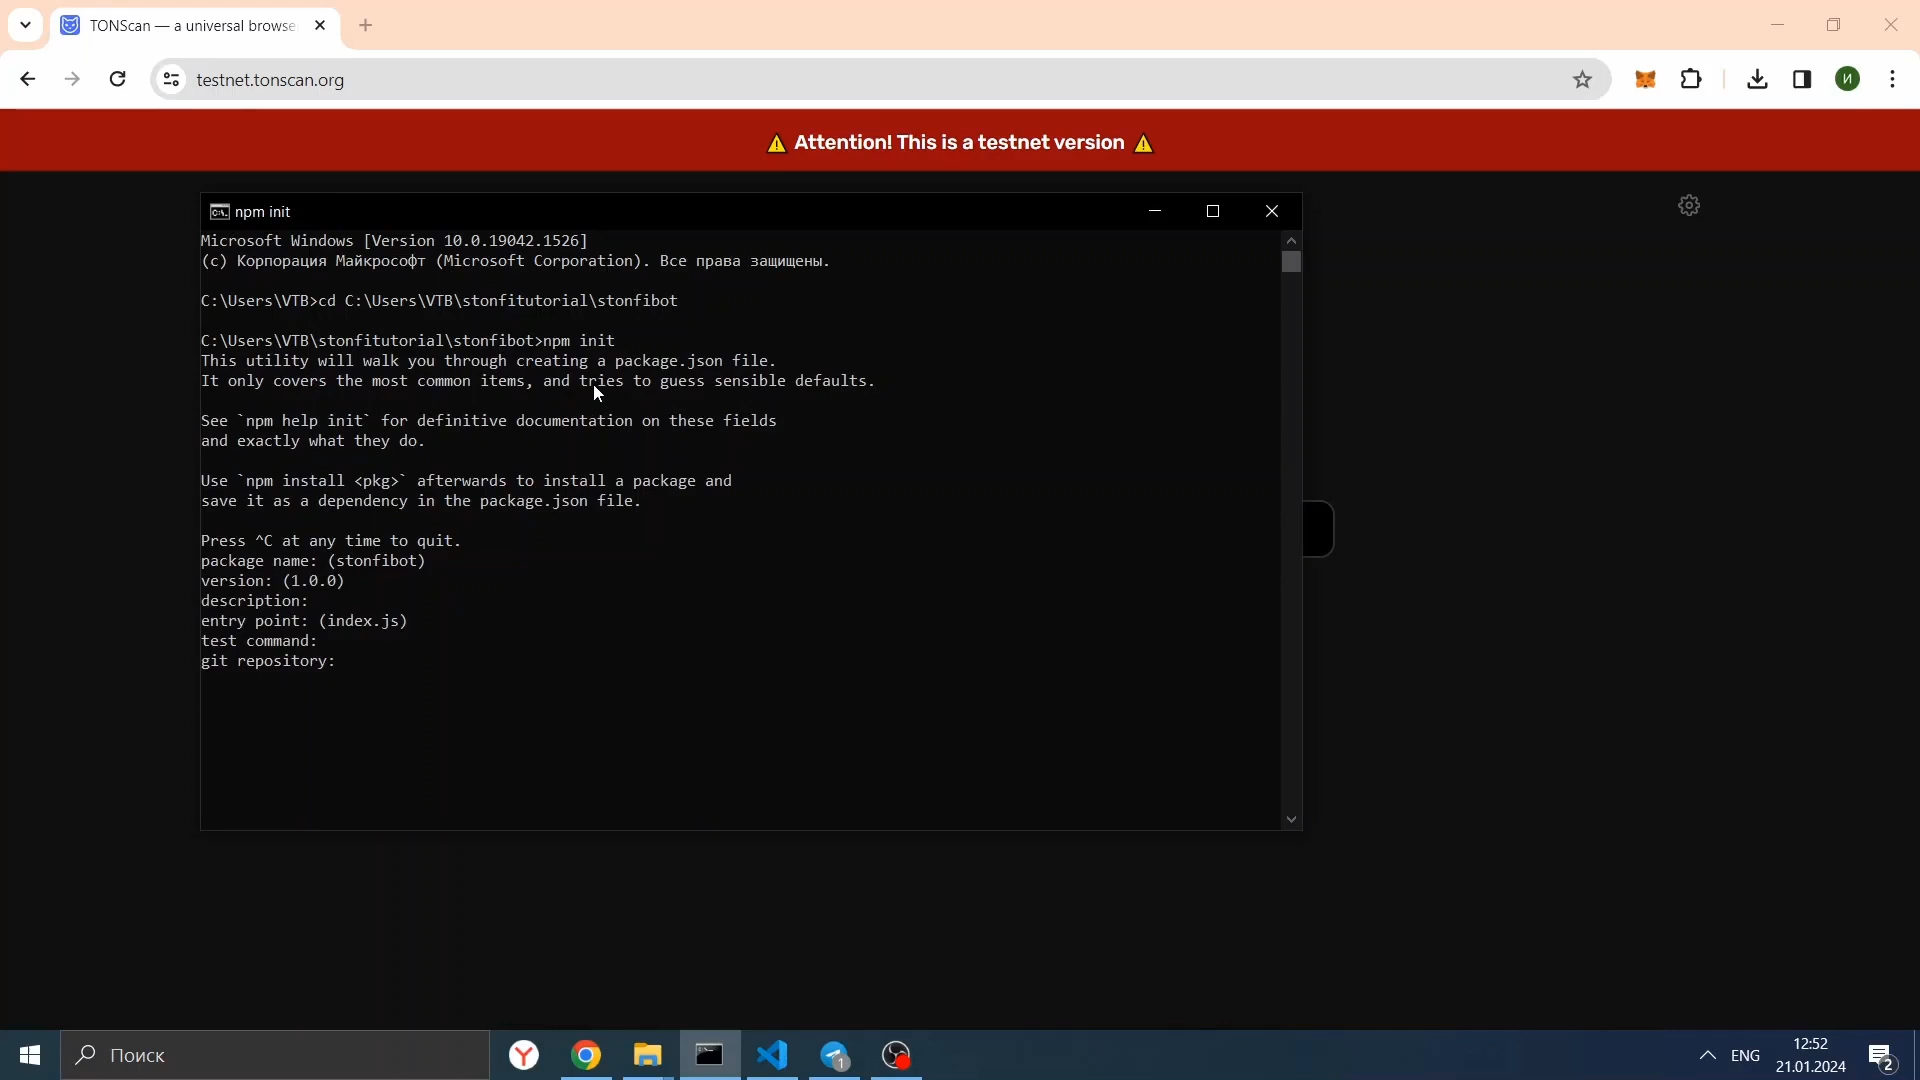 TONScan — a universal browse
testnet.tonscan.org
И
⚠ Attention! This is a testnet version ⚠
npm init
Microsoft Windows [Version 10.0.19042.1526]
(c) Корпорация Майкрософт (Microsoft Corporation). Все права защищены.
C:\Users\VTB>cd C:\Users\VTB\stonfitutorial\stonfibot
C:\Users\VTB\stonfitutorial\stonfibot>npm init
This utility will walk you through creating a package.json file.
It only covers the most common items, and tries to guess sensible defaults.
See `npm help init` for definitive documentation on these fields
and exactly what they do.
Use `npm install <pkg>` afterwards to install a package and
save it as a dependency in the package.json file.
Press ^C at any time to quit.
package name: (stonfibot)
version: (1.0.0)
description:
entry point: (index.js)
test command:
git repository:
Поиск
1
ENG
12:52
21.01.2024
2